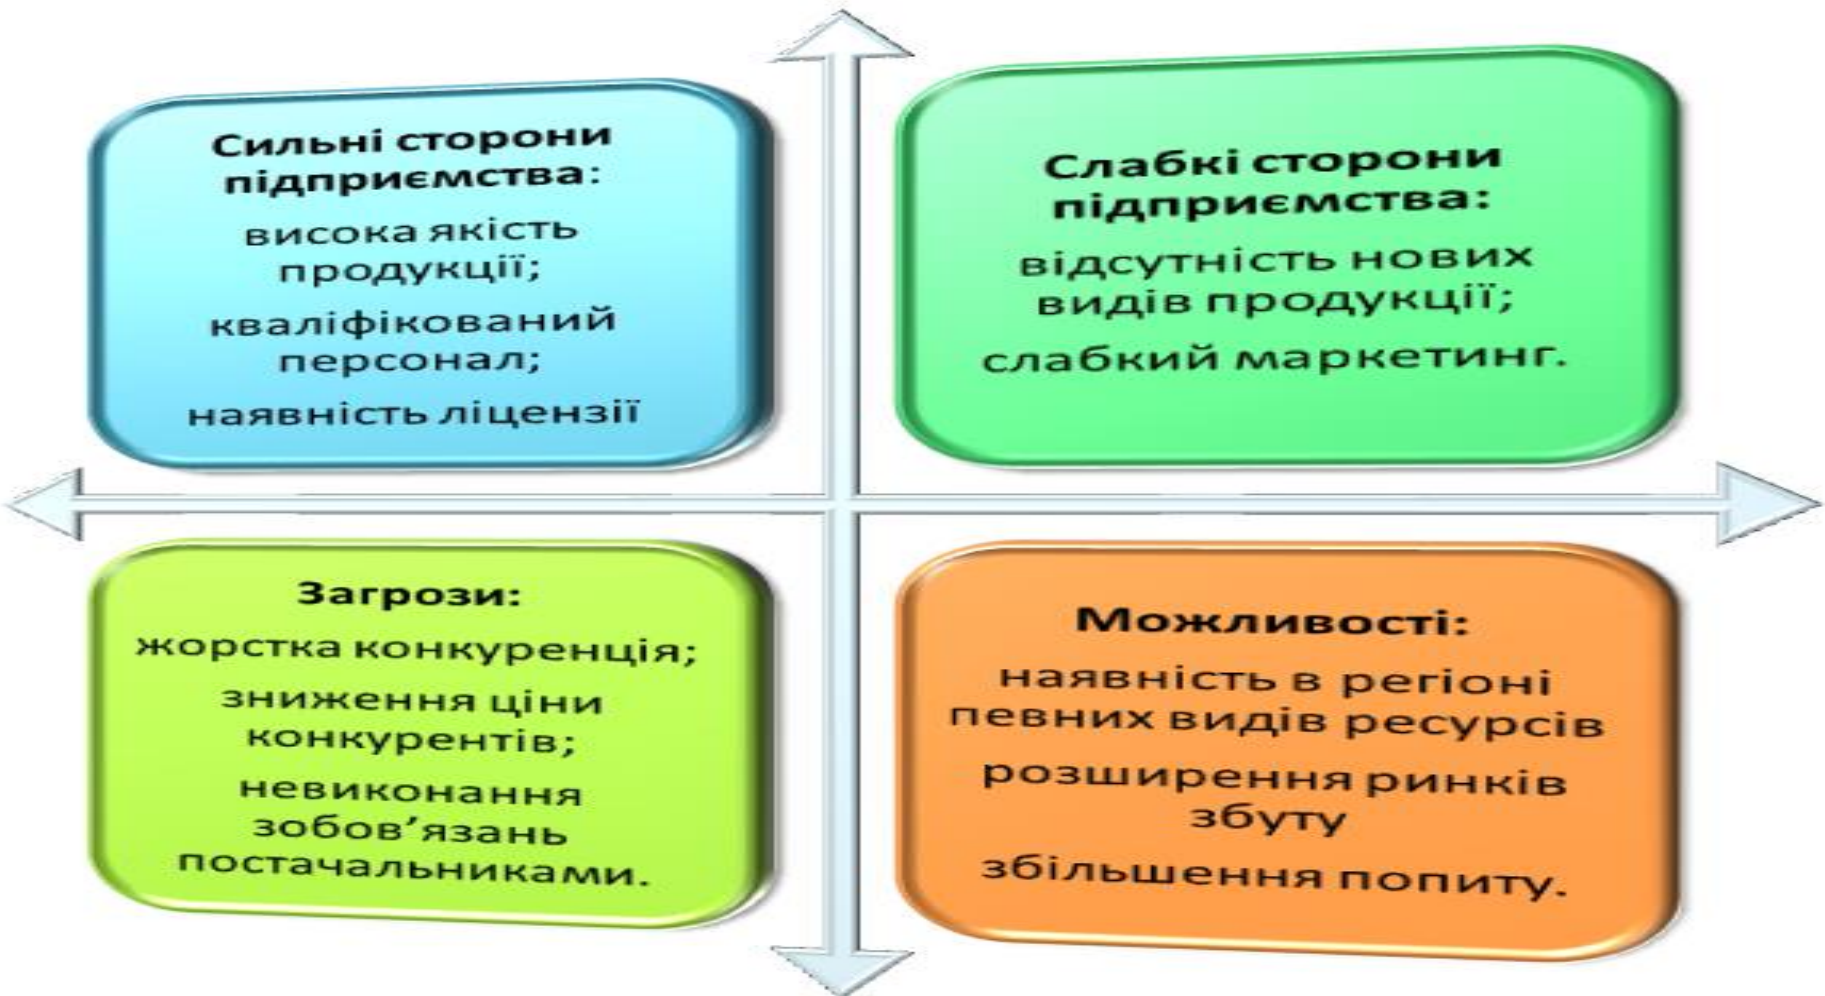 Сильні сторони
підприємства:
висока якість
продукції;
кваліфікований
персонал;
наявність ліцензії
Слабкі сторони
підприємства:
відсутність нових
видів продукції;
слабкий маркетинг.
Загрози:
жорстка конкуренція;
зниження ціни
конкурентів;
невиконання
зобов’язань
постачальниками.
Можливості:
наявність в регіоні
певних видів ресурсів
розширення ринків
збуту
збільшення попиту.